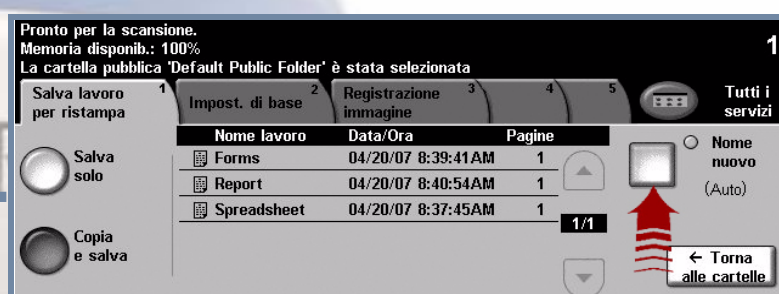 Pronto per la scansione.
Memoria disponib.: 100%
1
La cartella pubblica 'Default Public Folder' è stata selezionata
Salva lavoro
per ristampa
1
Impost. di base
2
Registrazione
immagine
3
4
5
Tutti i
servizi
Nome lavoro Data/Ora Pagine
Forms 04/20/07 8:39:41AM 1
Report 04/20/07 8:40:54AM 1
Spreadsheet 04/20/07 8:37:45AM 1
1/1
Salva
solo
Copia
e salva
Nome
nuovo
(Auto)
← Torna
alle cartelle